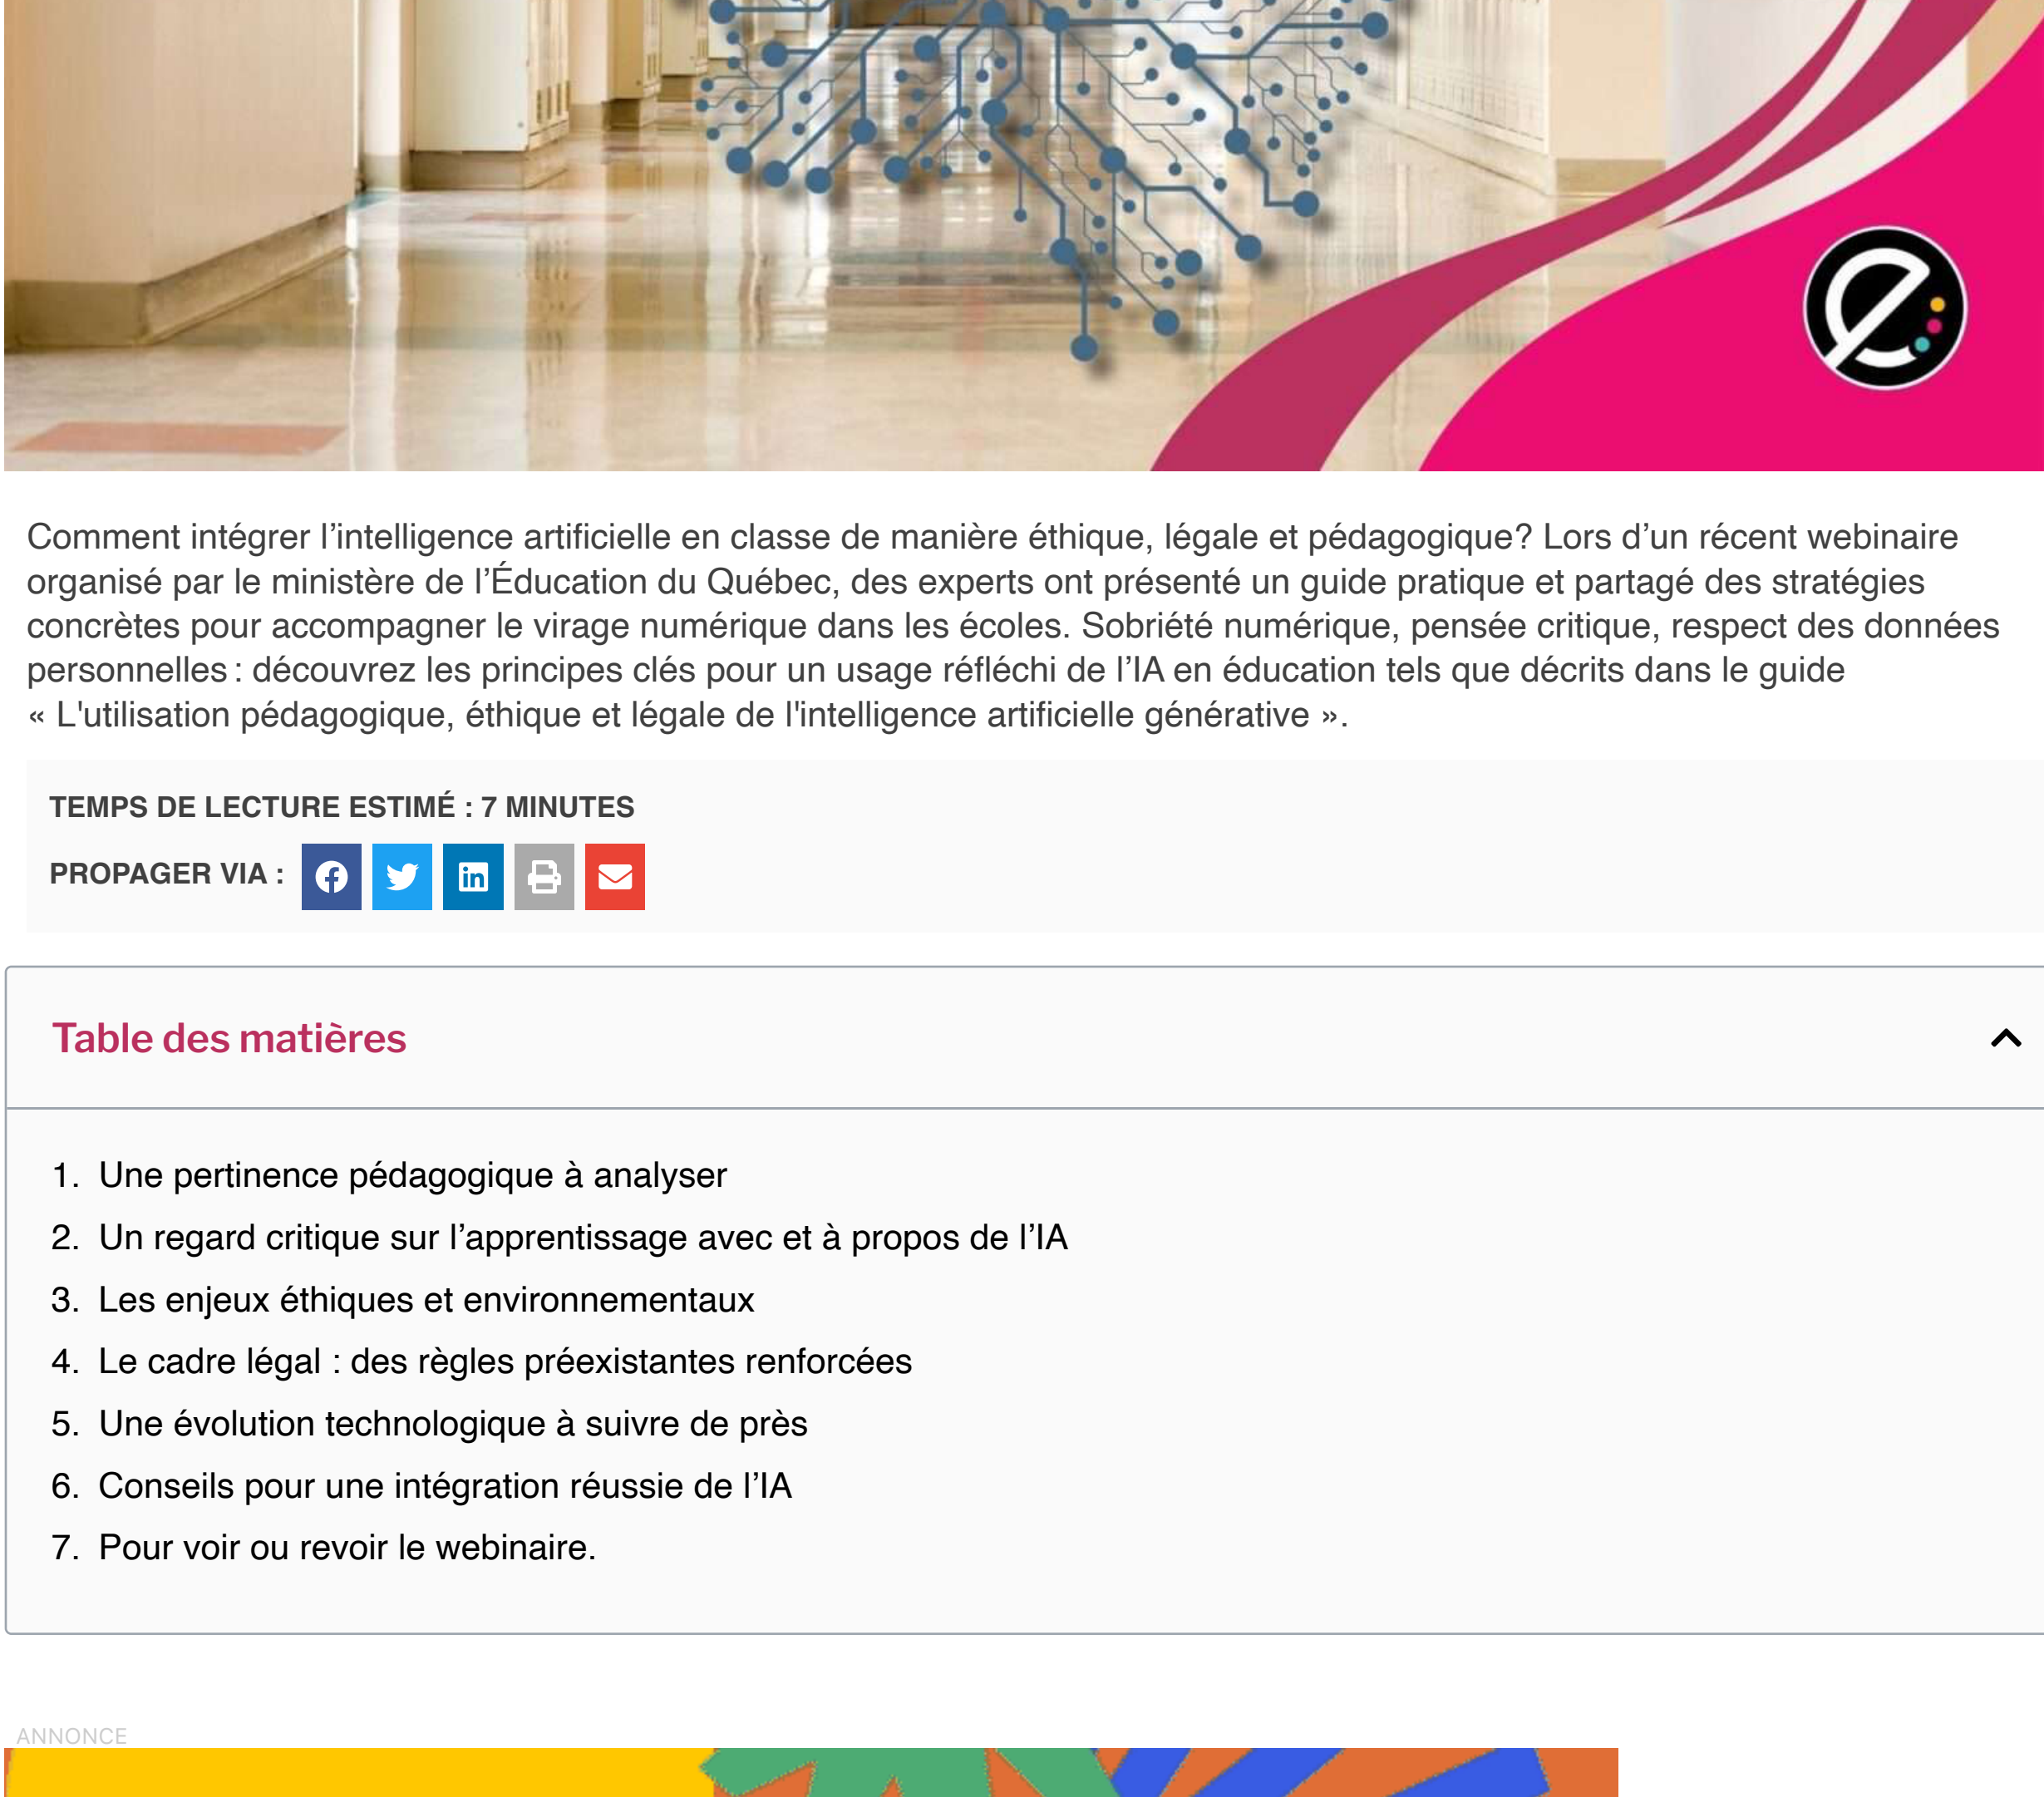 Comment intégrer l’intelligence artificielle en classe de manière éthique, légale et pédagogique? Lors d’un récent webinaire
organisé par le ministère de l’Éducation du Québec, des experts ont présenté un guide pratique et partagé des stratégies
concrètes pour accompagner le virage numérique dans les écoles. Sobriété numérique, pensée critique, respect des données
personnelles : découvrez les principes clés pour un usage réfléchi de l’IA en éducation tels que décrits dans le guide
« L'utilisation pédagogique, éthique et légale de l'intelligence artificielle générative ».
TEMPS DE LECTURE ESTIMÉ : 7 MINUTES
PROPAGER VIA :
Table des matières
1. Une pertinence pédagogique à analyser
2. Un regard critique sur l’apprentissage avec et à propos de l’IA
3. Les enjeux éthiques et environnementaux
4. Le cadre légal : des règles préexistantes renforcées
5. Une évolution technologique à suivre de près
6. Conseils pour une intégration réussie de l’IA
7. Pour voir ou revoir le webinaire.
ANNONCE